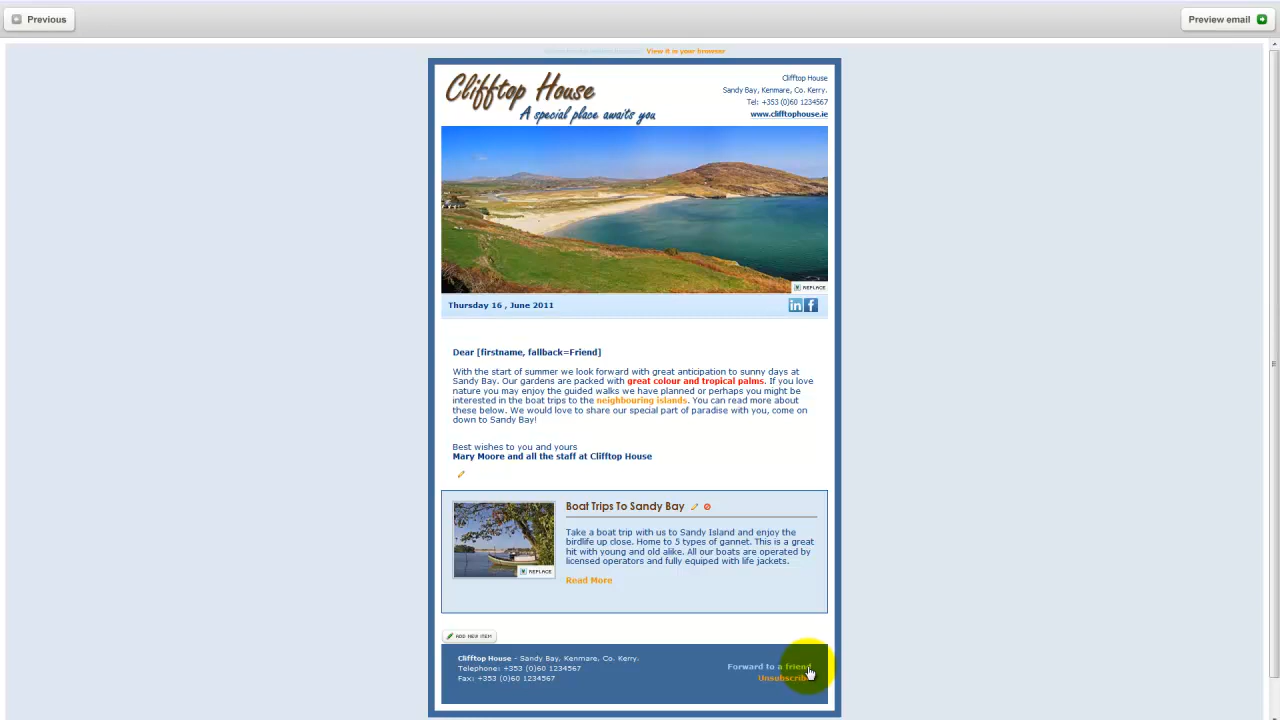 Previous
Preview email
View it in your browser
Clifftop House
A special place awaits you
Clifftop House
Sandy Bay, Kenmare, Co. Kerry.
Tel: +353 (0)60 1234567
www.clifftophouse.ie
REPLACE
Thursday 16 , June 2011
in f
Dear [firstname, fallback=Friend]
With the start of summer we look forward with great anticipation to sunny days at
Sandy Bay. Our gardens are packed with great colour and tropical palms. If you love
nature you may enjoy the guided walks we have planned or perhaps you might be
interested in the boat trips to the neighbouring islands. You can read more about
these below. We would love to share our special part of paradise with you, come on
down to Sandy Bay!
Best wishes to you and yours
Mary Moore and all the staff at Clifftop House
Boat Trips To Sandy Bay
Take a boat trip with us to Sandy Island and enjoy the
birdlife up close. Home to 5 types of gannet. This is a great
hit with young and old alike. All our boats are operated by
licensed operators and fully equiped with life jackets.
REPLACE
Read More
ADD NEW ITEM
Clifftop House - Sandy Bay, Kenmare, Co. Kerry.
Telephone: +353 (0)60 1234567
Fax: +353 (0)60 1234567
Forward to a friend
Unsubscribe